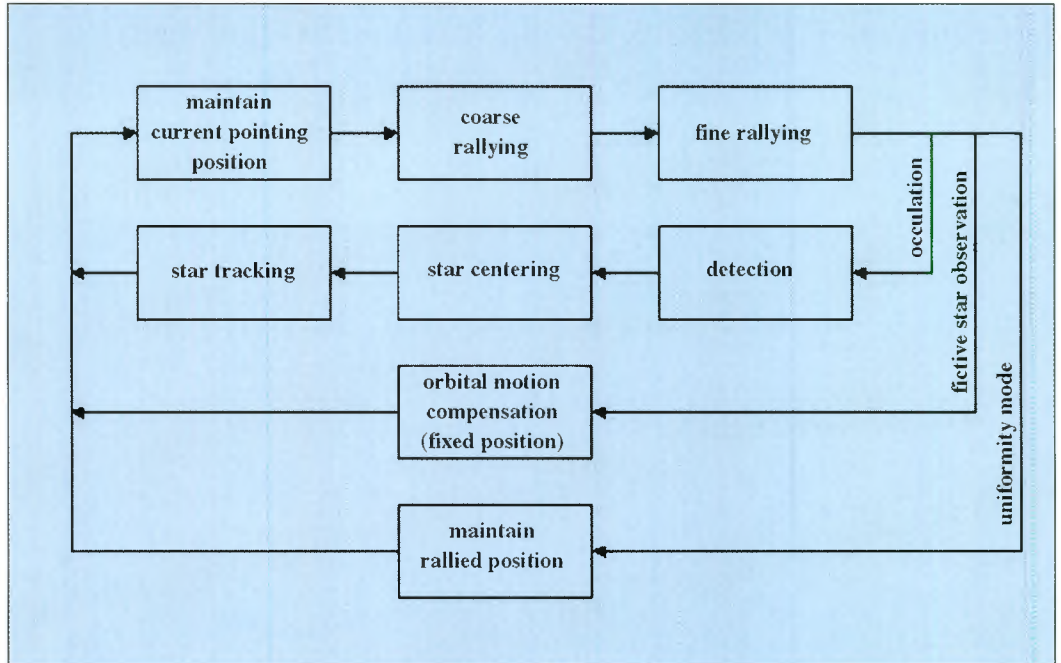 maintain
current pointing
position
coarse
rallying
fine rallying
occulation
fictive star observation
uniformity mode
star tracking
star centering
detection
orbital motion
compensation
(fixed position)
maintain
rallied position